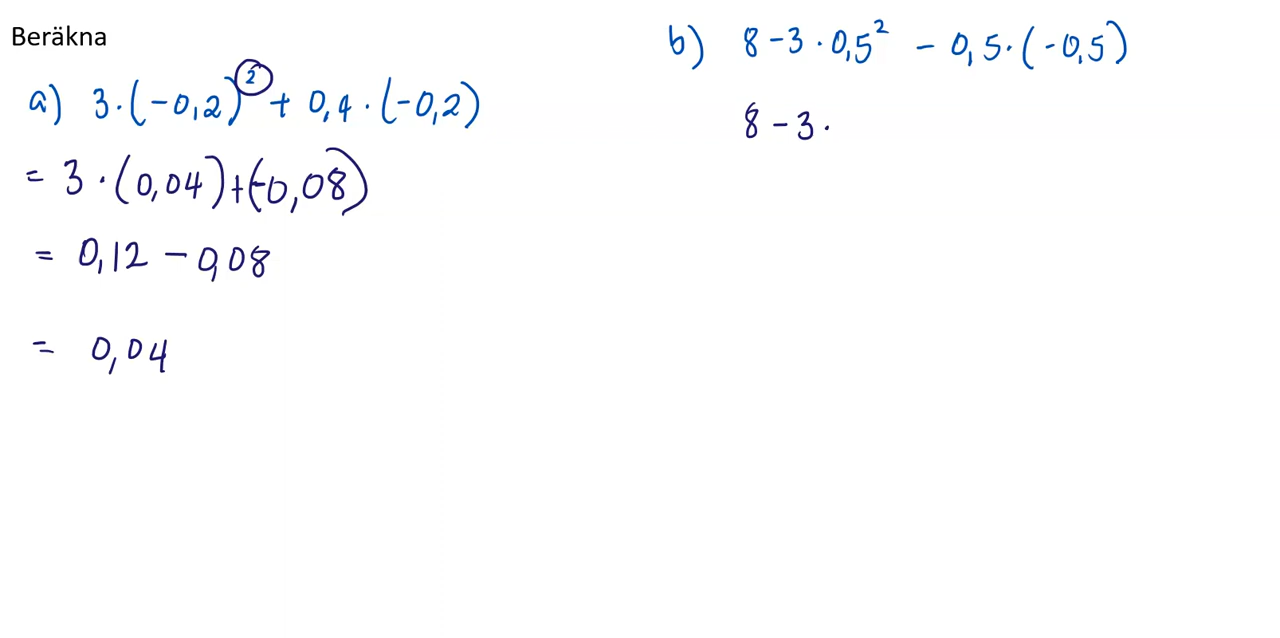 Beräkna
a) 3·(-0,2)² + 0,4·(-0,2)
= 3·(0,04)+(-0,08)
= 0,12 - 0,08
= 0,04
b) 8-3·0,5² - 0,5·(-0,5)
8-3·